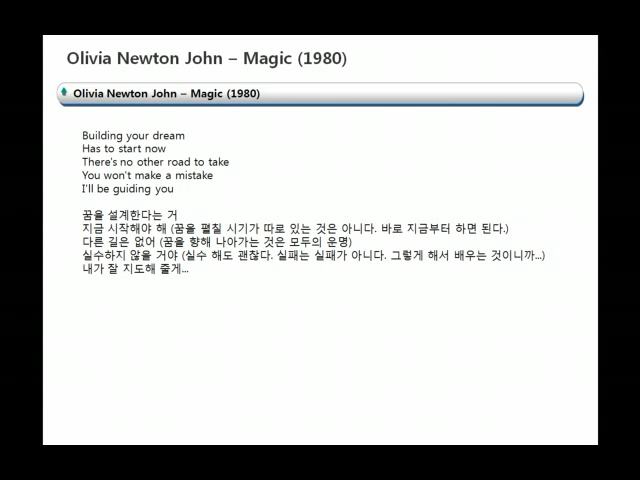 Olivia Newton John – Magic (1980)
Olivia Newton John – Magic (1980)
Building your dream
Has to start now
There's no other road to take
You won't make a mistake
I'll be guiding you
꿈을 설계한다는 거
지금 시작해야 해 (꿈을 펼칠 시기가 따로 있는 것은 아니다. 바로 지금부터 하면 된다.)
다른 길은 없어 (꿈을 향해 나아가는 것은 모두의 운명)
실수하지 않을 거야 (실수 해도 괜찮다. 실패는 실패가 아니다. 그렇게 해서 배우는 것이니까...)
내가 잘 지도해 줄게...